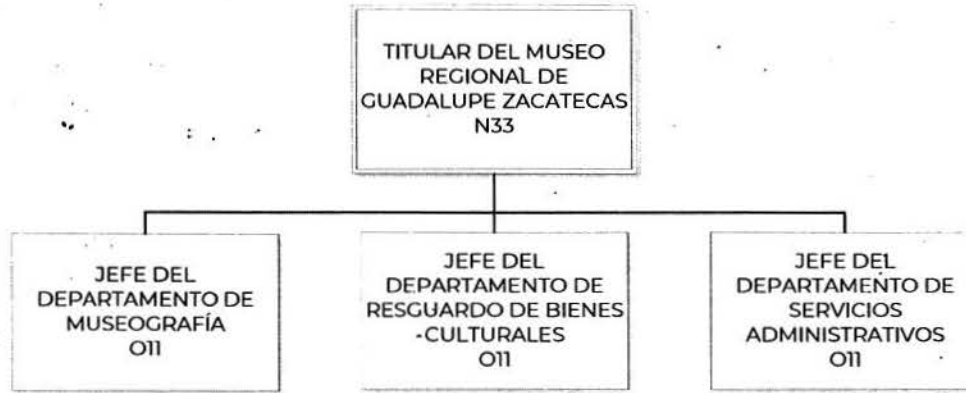 TITULAR DEL MUSEO
REGIONAL DE
GUADALUPE ZACATECAS
N33
JEFE DEL
DEPARTAMENTO DE
MUSEOGRAFÍA
O11
JEFE DEL
DEPARTAMENTO DE
RESGUARDO DE BIENES
-CULTURALES
O11
JEFE DEL
DEPARTAMENTO DE
SERVICIOS
ADMINISTRATIVOS
O11